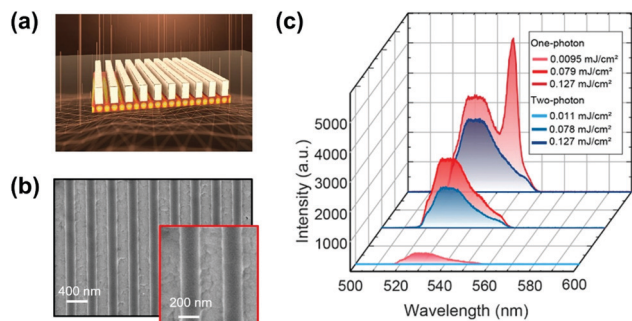 (a)
(b)
400 nm
200 nm
(c)
One-photon
0.0095 mJ/cm²
0.079 mJ/cm²
0.127 mJ/cm²
Two-photon
0.011 mJ/cm²
0.078 mJ/cm²
0.127 mJ/cm²
5000
4000
3000
2000
1000
Intensity (a.u.)
500
520
540
560
580
600
Wavelength (nm)